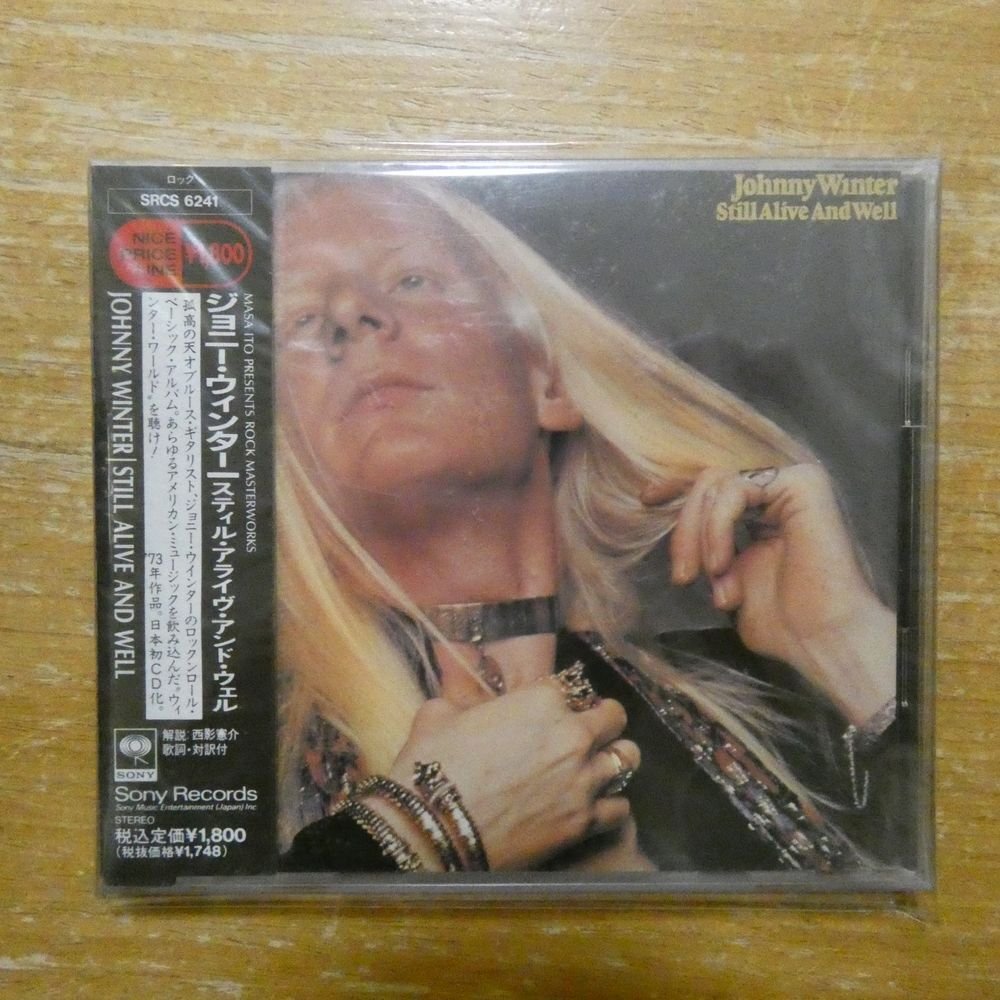 ロック
SRCS 6241
NICE
PRICE
LINE
¥1,800
MASA ITO PRESENTS ROCK MASTERWORKS
ジョニー・ウィンター|スティル・アライヴ・アンド・ウェル
孤高の天才ブルース・ギタリスト、ジョニー・ウィンターのロックンロール・
ベーシック・アルバム。あらゆるアメリカン・ミュージックを飲み込んだ“ウィ
ンター・ワールド”を聴け!
'73年作品。日本初CD化。
JOHNNY WINTER|STILL ALIVE AND WELL
解説:西影憲介
歌詞・対訳付
SONY
Sony Records
Sony Music Entertainment (Japan) Inc
STEREO
税込定価¥1,800
(税抜価格¥1,748)
Johnny Winter
Still Alive And Well